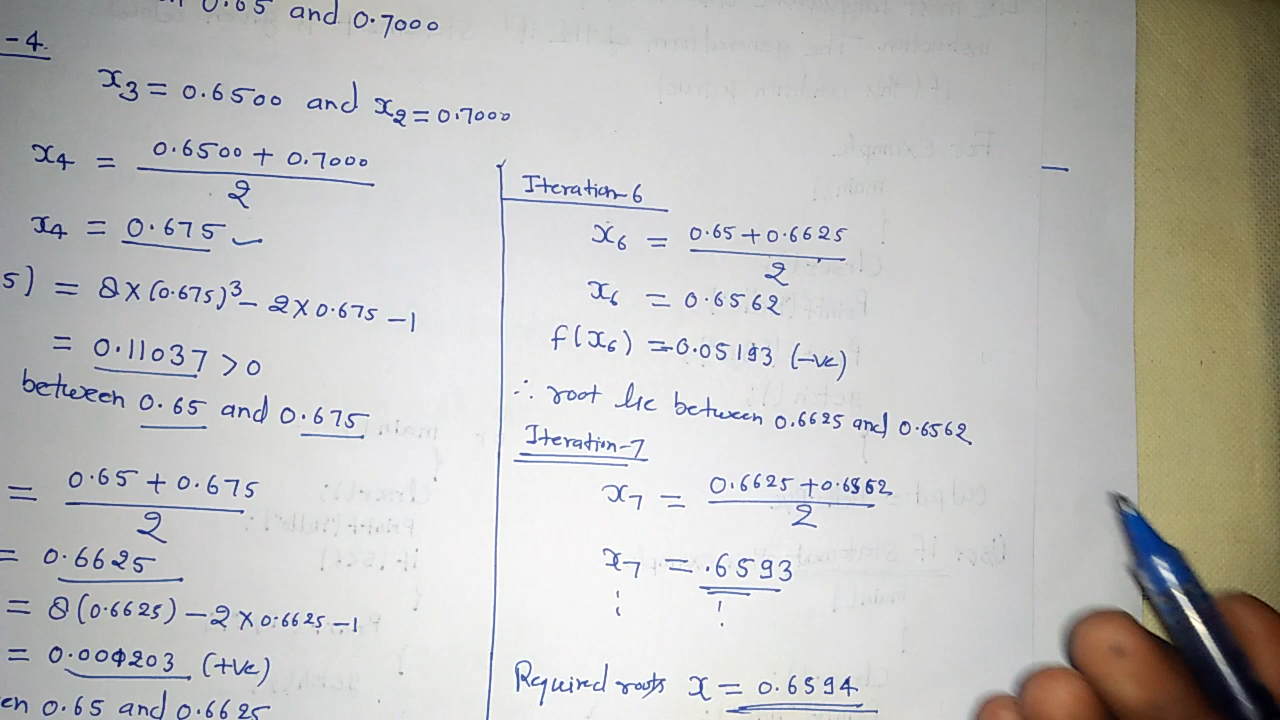 0.65 and 0.7000
-4.
x3 = 0.6500 and x2 = 0.7000
x4 = (0.6500 + 0.7000)/2
x4 = 0.675
5) = 8×(0.675)³ - 2×0.675 -1
= 0.11037 >0
between 0.65 and 0.675
= (0.65 + 0.675)/2
= 0.6625
= 8(0.6625) - 2×0.6625 -1
= 0.001203 (+ve)
en 0.65 and 0.6625
Iteration-6
x6 = (0.65 + 0.6625)/2
x6 = 0.6562
f(x6) = -0.05193 (-ve)
∴ root lie between 0.6625 and 0.6562
Iteration-7
x7 = (0.6625 + 0.6562)/2
x7 = .6593
Required roots x = 0.6594